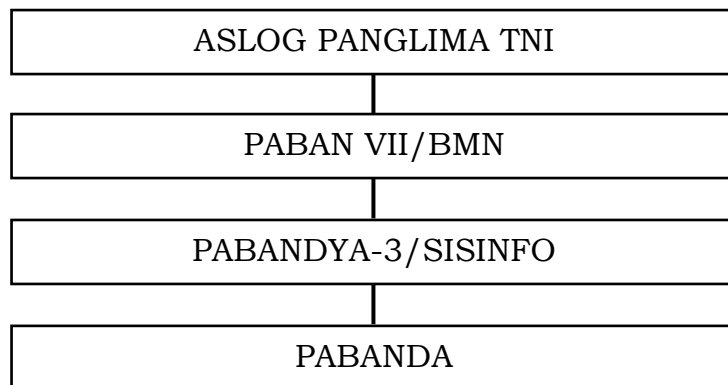 ASLOG PANGLIMA TNI
PABAN VII/BMN
PABANDYA-3/SISINFO
PABANDA